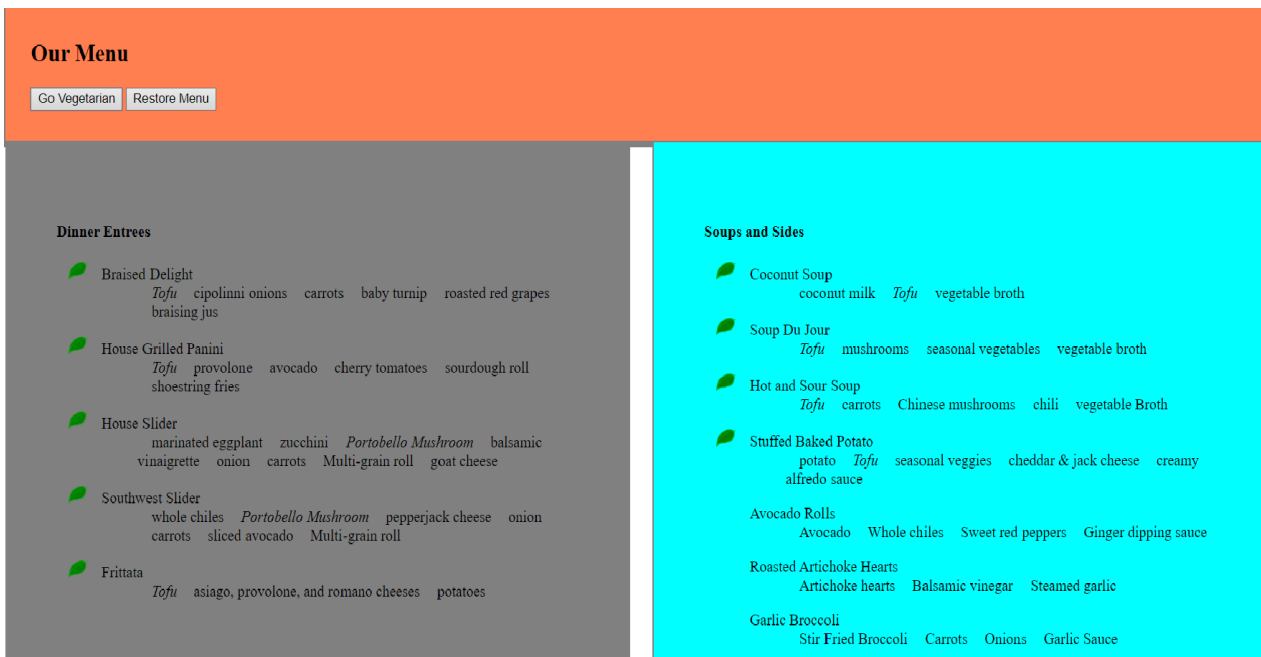 Our Menu
Go Vegetarian Restore Menu
Dinner Entrees
Braised Delight
Tofu cipolinni onions carrots baby turnip roasted red grapes
braising jus
House Grilled Panini
Tofu provolone avocado cherry tomatoes sourdough roll
shoestring fries
House Slider
marinated eggplant zucchini Portobello Mushroom balsamic
vinaigrette onion carrots Multi-grain roll goat cheese
Southwest Slider
whole chiles Portobello Mushroom pepperjack cheese onion
carrots sliced avocado Multi-grain roll
Frittata
Tofu asiago, provolone, and romano cheeses potatoes
Soups and Sides
Coconut Soup
coconut milk Tofu vegetable broth
Soup Du Jour
Tofu mushrooms seasonal vegetables vegetable broth
Hot and Sour Soup
Tofu carrots Chinese mushrooms chili vegetable Broth
Stuffed Baked Potato
potato Tofu seasonal veggies cheddar & jack cheese creamy
alfredo sauce
Avocado Rolls
Avocado Whole chiles Sweet red peppers Ginger dipping sauce
Roasted Artichoke Hearts
Artichoke hearts Balsamic vinegar Steamed garlic
Garlic Broccoli
Stir Fried Broccoli Carrots Onions Garlic Sauce